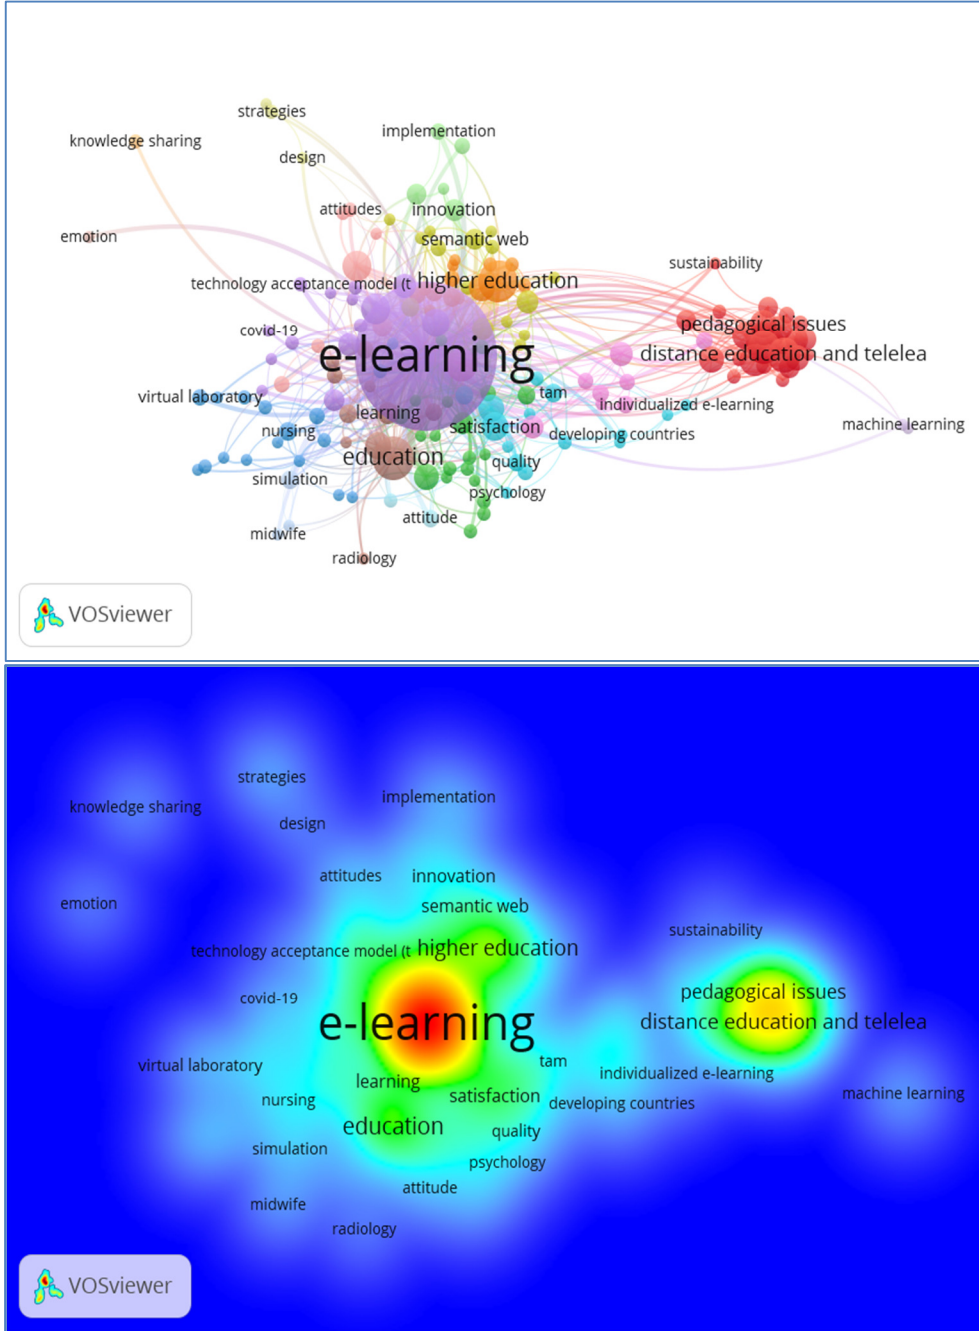 strategies
knowledge sharing
implementation
design
attitudes
innovation
emotion
semantic web
sustainability
technology acceptance model (t
higher education
covid-19
pedagogical issues
e-learning
distance education and telelea
virtual laboratory
tam
learning
individualized e-learning
nursing
satisfaction
developing countries
machine learning
education
quality
simulation
psychology
attitude
midwife
radiology
VOSviewer
strategies
knowledge sharing
implementation
design
attitudes
innovation
emotion
semantic web
sustainability
technology acceptance model (t
higher education
covid-19
pedagogical issues
e-learning
distance education and telelea
virtual laboratory
tam
learning
individualized e-learning
nursing
satisfaction
developing countries
machine learning
education
quality
simulation
psychology
attitude
midwife
radiology
VOSviewer